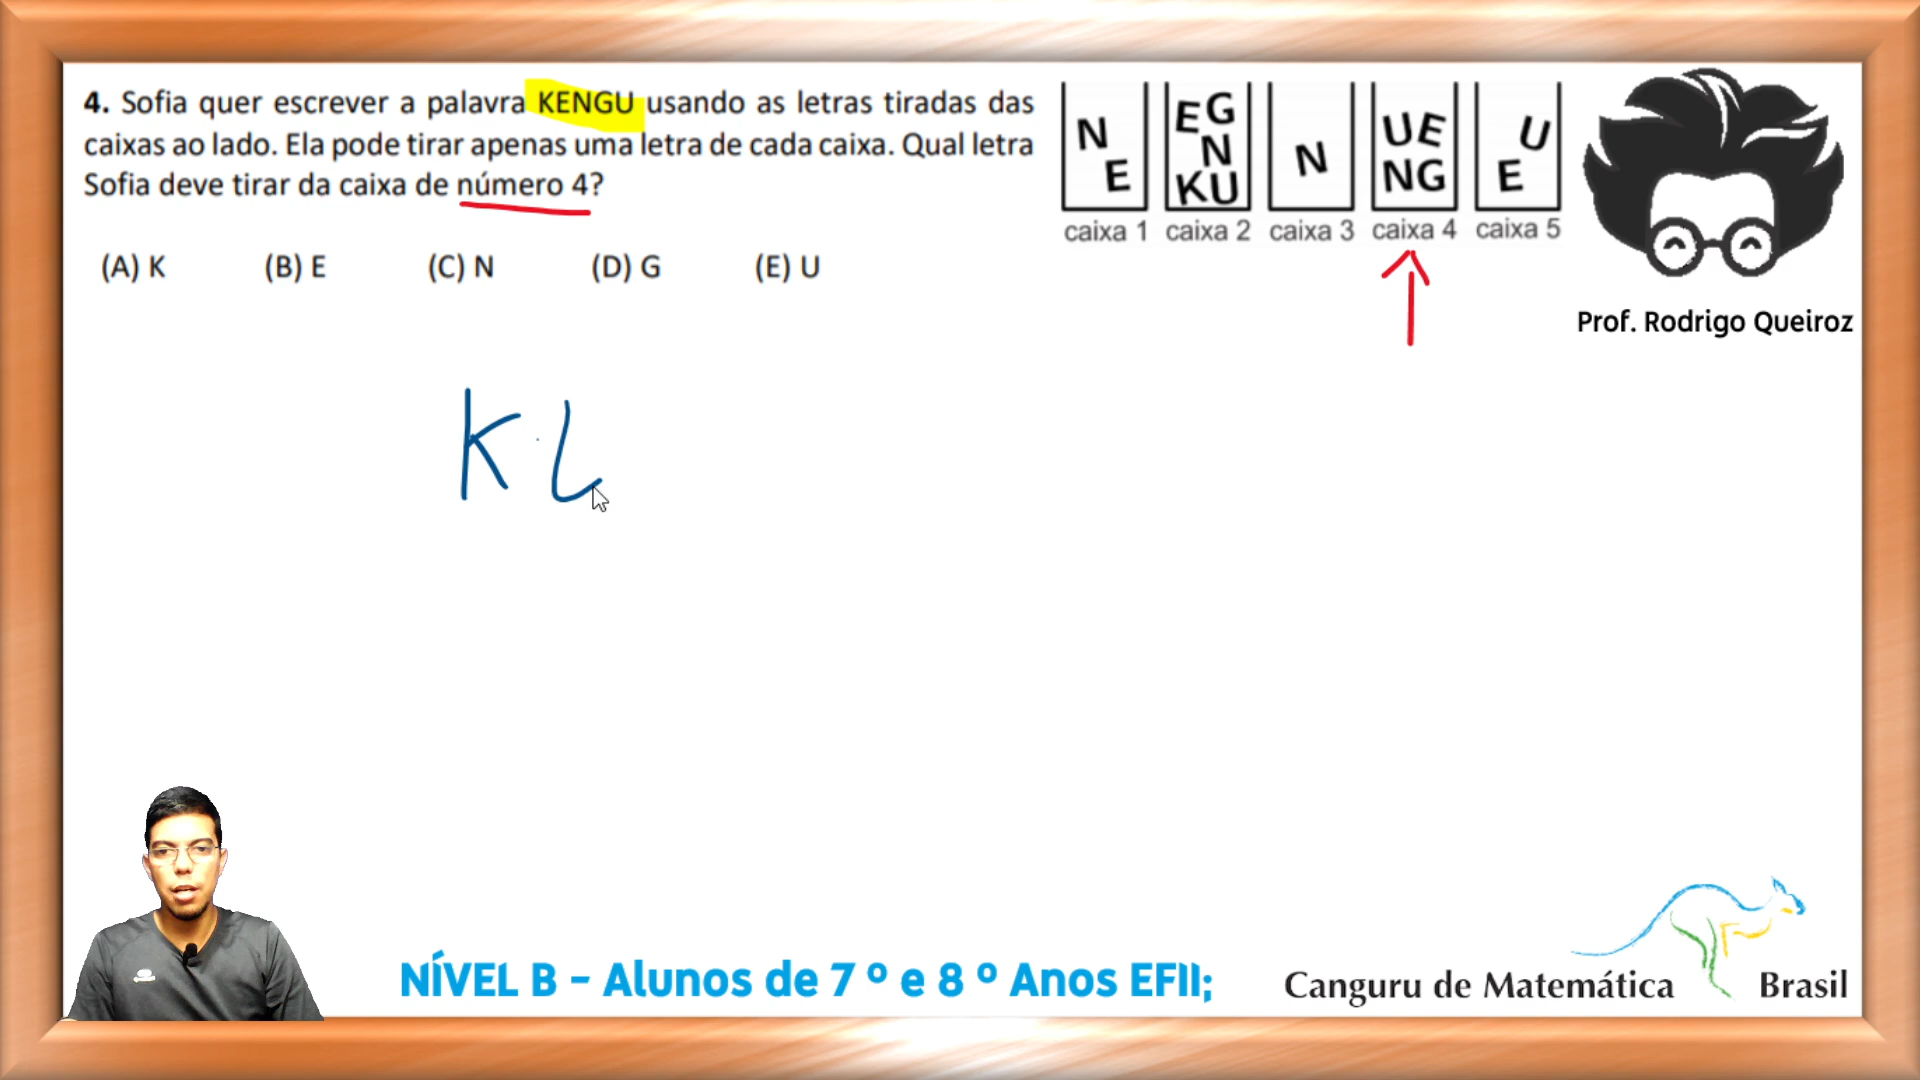 4. Sofia quer escrever a palavra KENGU usando as letras tiradas das
caixas ao lado. Ela pode tirar apenas uma letra de cada caixa. Qual letra
Sofia deve tirar da caixa de número 4?
(A) K (B) E (C) N (D) G (E) U
N
E
E G
N
K U
N
U E
N G
U
E
caixa 1 caixa 2 caixa 3 caixa 4 caixa 5
Prof. Rodrigo Queiroz
K
NÍVEL B - Alunos de 7 º e 8 º Anos EFII;
Canguru de Matemática Brasil